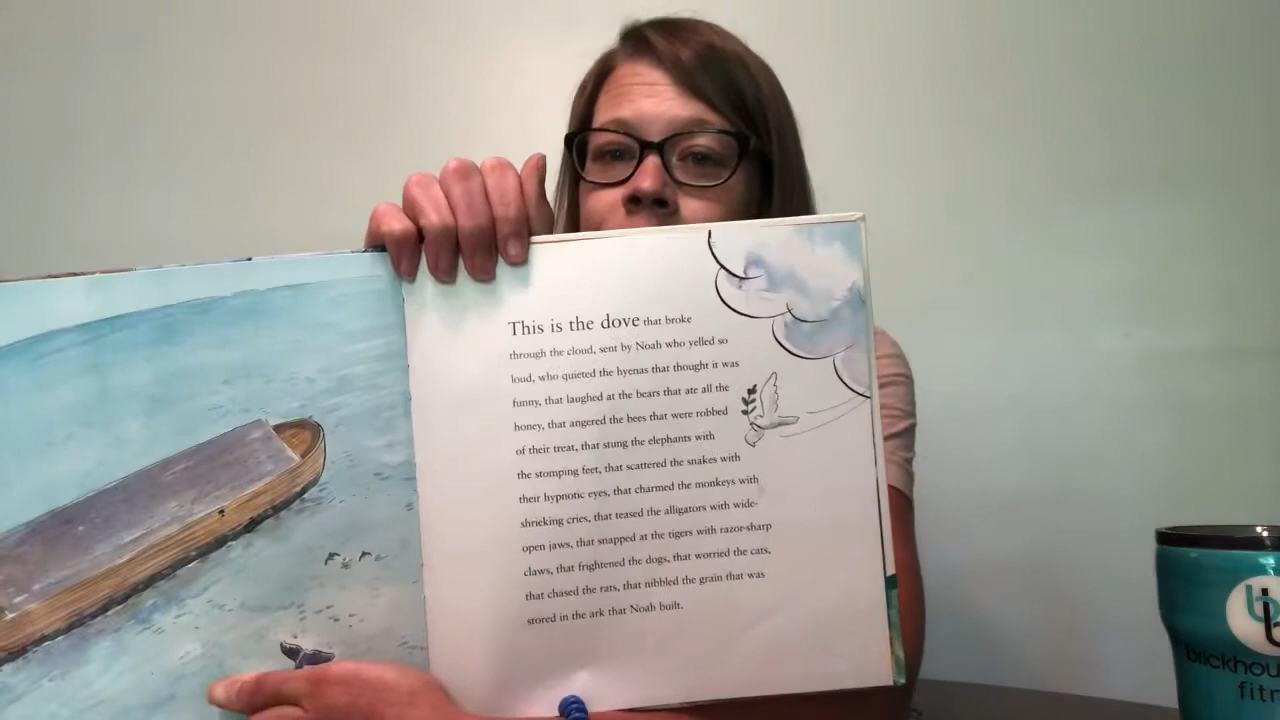 This is the dove that broke
through the cloud, sent by Noah who yelled so
loud, who quieted the hyenas that thought it was
funny, that laughed at the bears that ate all the
honey, that angered the bees that were robbed
of their treat, that stung the elephants with
the stomping feet, that scattered the snakes with
their hypnotic eyes, that charmed the monkeys with
shrieking cries, that teased the alligators with wide-
open jaws, that snapped at the tigers with razor-sharp
claws, that frightened the dogs, that worried the cats,
that chased the rats, that nibbled the grain that was
stored in the ark that Noah built.